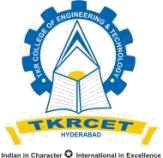 TKR COLLEGE OF ENGINEERING & TECHNOLOGY
TKRCET
HYDERABAD
Indian in Character ✪ International in Excellence